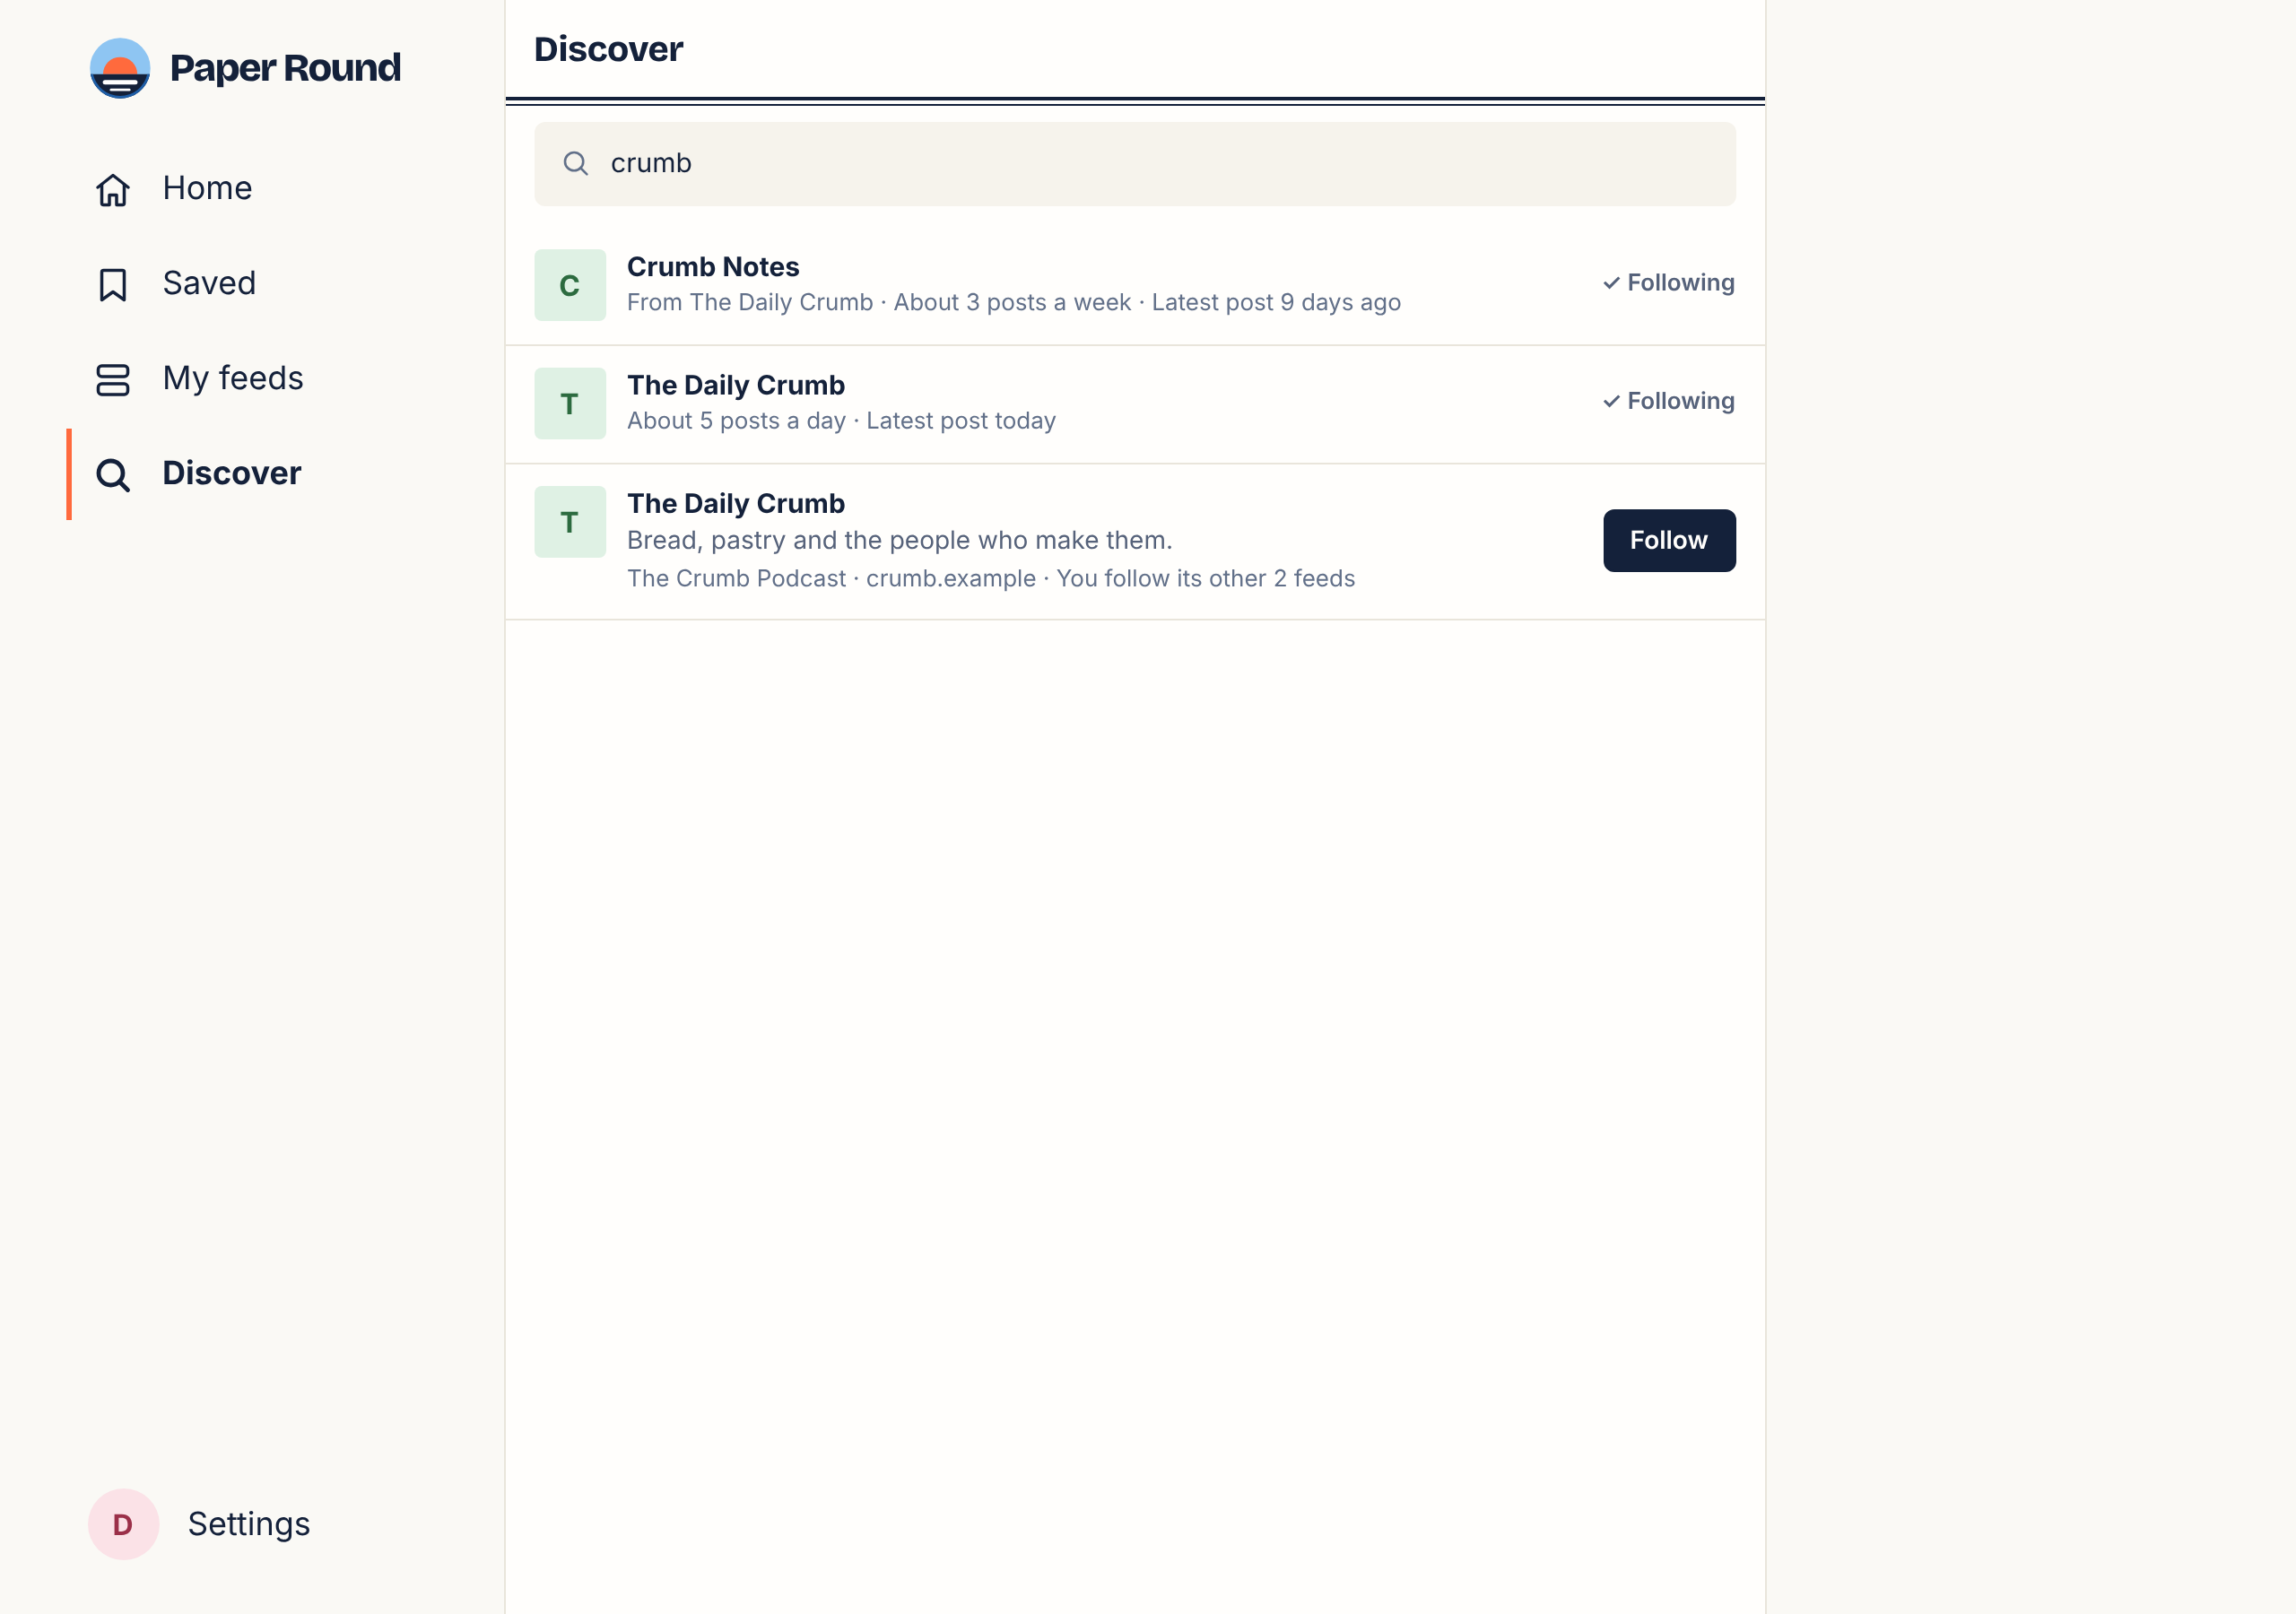 Paper Round
Home
Saved
My feeds
Discover
D
Settings
Discover
crumb
C
Crumb Notes
From The Daily Crumb · About 3 posts a week · Latest post 9 days ago
✓ Following
T
The Daily Crumb
About 5 posts a day · Latest post today
✓ Following
T
The Daily Crumb
Bread, pastry and the people who make them.
The Crumb Podcast · crumb.example · You follow its other 2 feeds
Follow